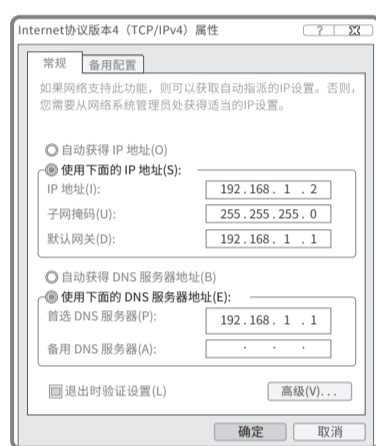 Internet协议版本4（TCP/IPv4）属性
常规 备用配置
如果网络支持此功能，则可以获取自动指派的IP设置。否则，
您需要从网络系统管理员处获得适当的IP设置。
自动获得 IP 地址(O)
使用下面的 IP 地址(S):
IP 地址(I): 192.168. 1 . 2
子网掩码(U): 255.255.255. 0
默认网关(D): 192.168. 1 . 1
自动获得 DNS 服务器地址(B)
使用下面的 DNS 服务器地址(E):
首选 DNS 服务器(P): 192.168. 1 . 1
备用 DNS 服务器(A): . . .
退出时验证设置(L) 高级(V)...
确定 取消